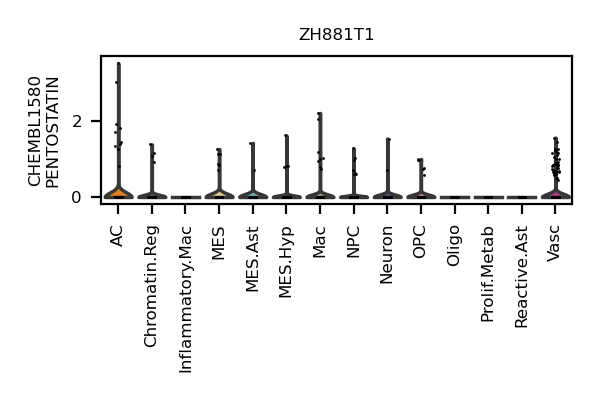 ZH881T1
CHEMBL1580
PENTOSTATIN
2
0
AC
Chromatin.Reg
Inflammatory.Mac
MES
MES.Ast
MES.Hyp
Mac
NPC
Neuron
OPC
Oligo
Prolif.Metab
Reactive.Ast
Vasc